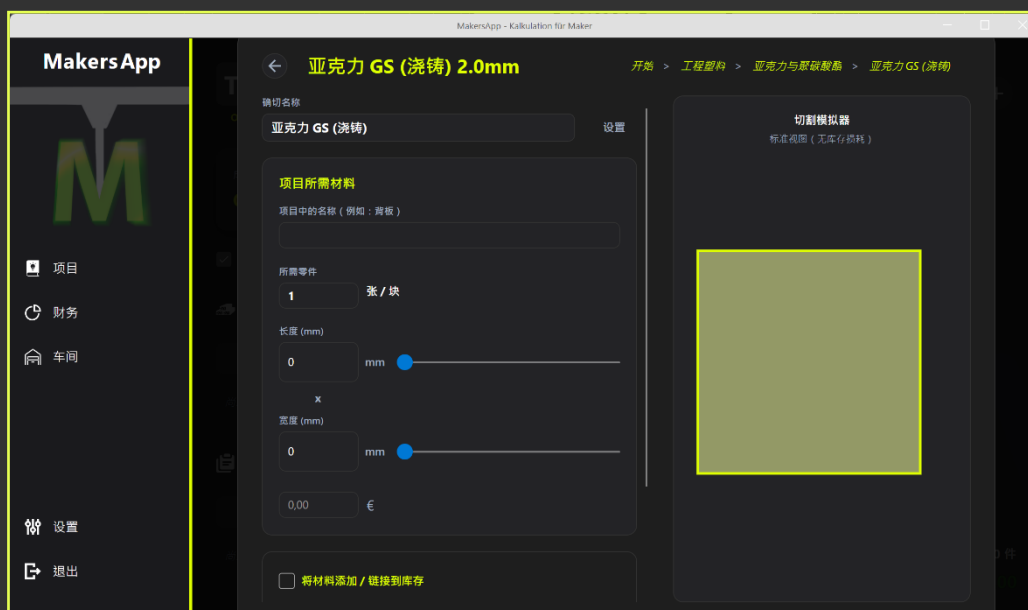 MakersApp - Kalkulation für Maker
MakersApp
项目
财务
车间
设置
退出
亚克力 GS (浇铸) 2.0mm
开始 > 工程塑料 > 亚克力与聚碳酸酯 > 亚克力 GS (浇铸)
确切名称
亚克力 GS (浇铸)
设置
项目所需材料
项目中的名称 ( 例如 : 背板 )
所需零件
1
张 / 块
长度 (mm)
0
mm
x
宽度 (mm)
0
mm
0,00
€
将材料添加 / 链接到库存
切割模拟器
标准视图 ( 无库存损耗 )